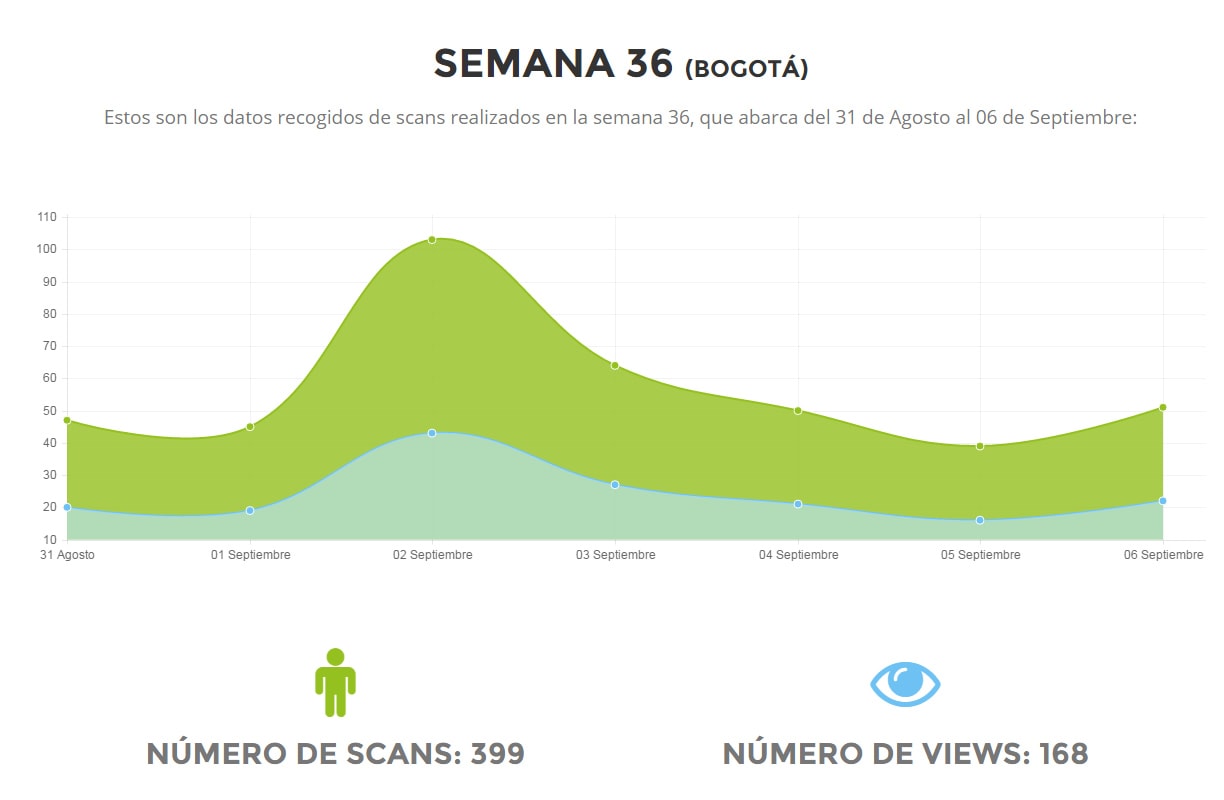 SEMANA 36 (BOGOTÁ)
Estos son los datos recogidos de scans realizados en la semana 36, que abarca del 31 de Agosto al 06 de Septiembre:
110
100
90
80
70
60
50
40
30
20
10
31 Agosto 01 Septiembre 02 Septiembre 03 Septiembre 04 Septiembre 05 Septiembre 06 Septiembre
NÚMERO DE SCANS: 399 NÚMERO DE VIEWS: 168